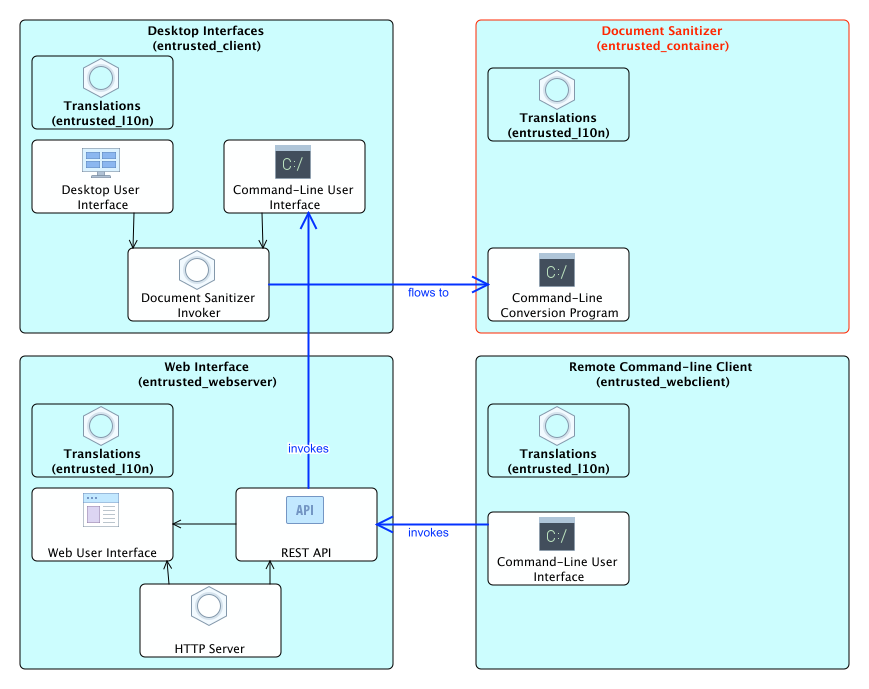 Desktop Interfaces
(entrusted_client)
Translations
(entrusted_l10n)
Desktop User
Interface
C:/
Command-Line User
Interface
Document Sanitizer
Invoker
flows to
Document Sanitizer
(entrusted_container)
Translations
(entrusted_l10n)
C:/
Command-Line
Conversion Program
Web Interface
(entrusted_webserver)
Translations
(entrusted_l10n)
invokes
Web User Interface
API
REST API
HTTP Server
invokes
Remote Command-line Client
(entrusted_webclient)
Translations
(entrusted_l10n)
C:/
Command-Line User
Interface